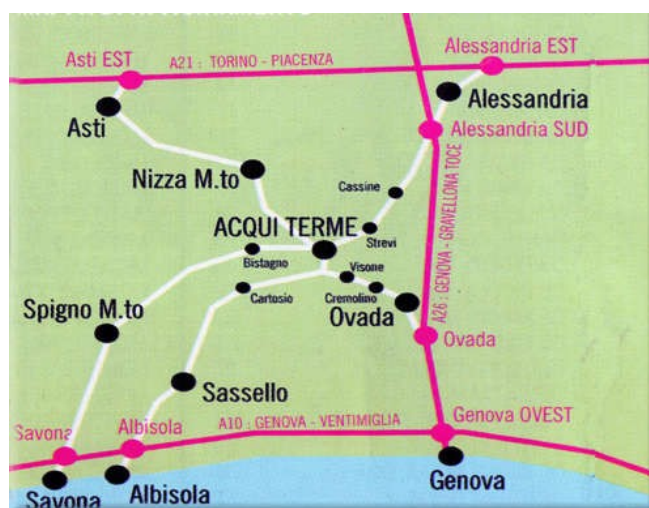 Asti EST
A21 : TORINO - PIACENZA
Alessandria EST
Asti
Alessandria
Alessandria SUD
Nizza M.to
Cassine
A26 : GENOVA - GRAVELLONA TOCE
ACQUI TERME
Strevi
Bistagno
Visone
Cartosio
Cremolino
Spigno M.to
Ovada
Ovada
Sassello
Savona
Albisola
A10 : GENOVA - VENTIMIGLIA
Genova OVEST
Savona
Albisola
Genova